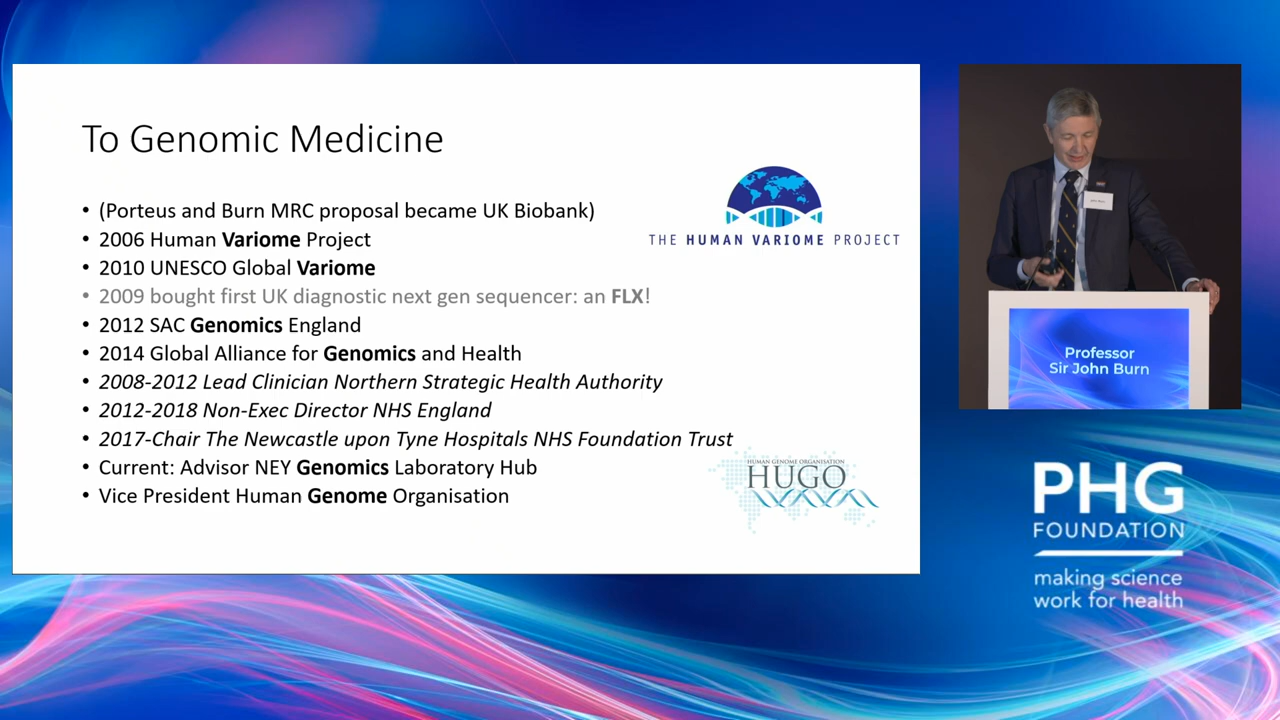 To Genomic Medicine
• (Porteus and Burn MRC proposal became UK Biobank)
• 2006 Human Variome Project
• 2010 UNESCO Global Variome
• 2009 bought first UK diagnostic next gen sequencer: an FLX!
• 2012 SAC Genomics England
• 2014 Global Alliance for Genomics and Health
• 2008-2012 Lead Clinician Northern Strategic Health Authority
• 2012-2018 Non-Exec Director NHS England
• 2017-Chair The Newcastle upon Tyne Hospitals NHS Foundation Trust
• Current: Advisor NEY Genomics Laboratory Hub
• Vice President Human Genome Organisation
THE HUMAN VARIOME PROJECT
HUMAN GENOME ORGANISATION
HUGO
Professor
Sir John Burn
PHG
FOUNDATION
making science
work for health